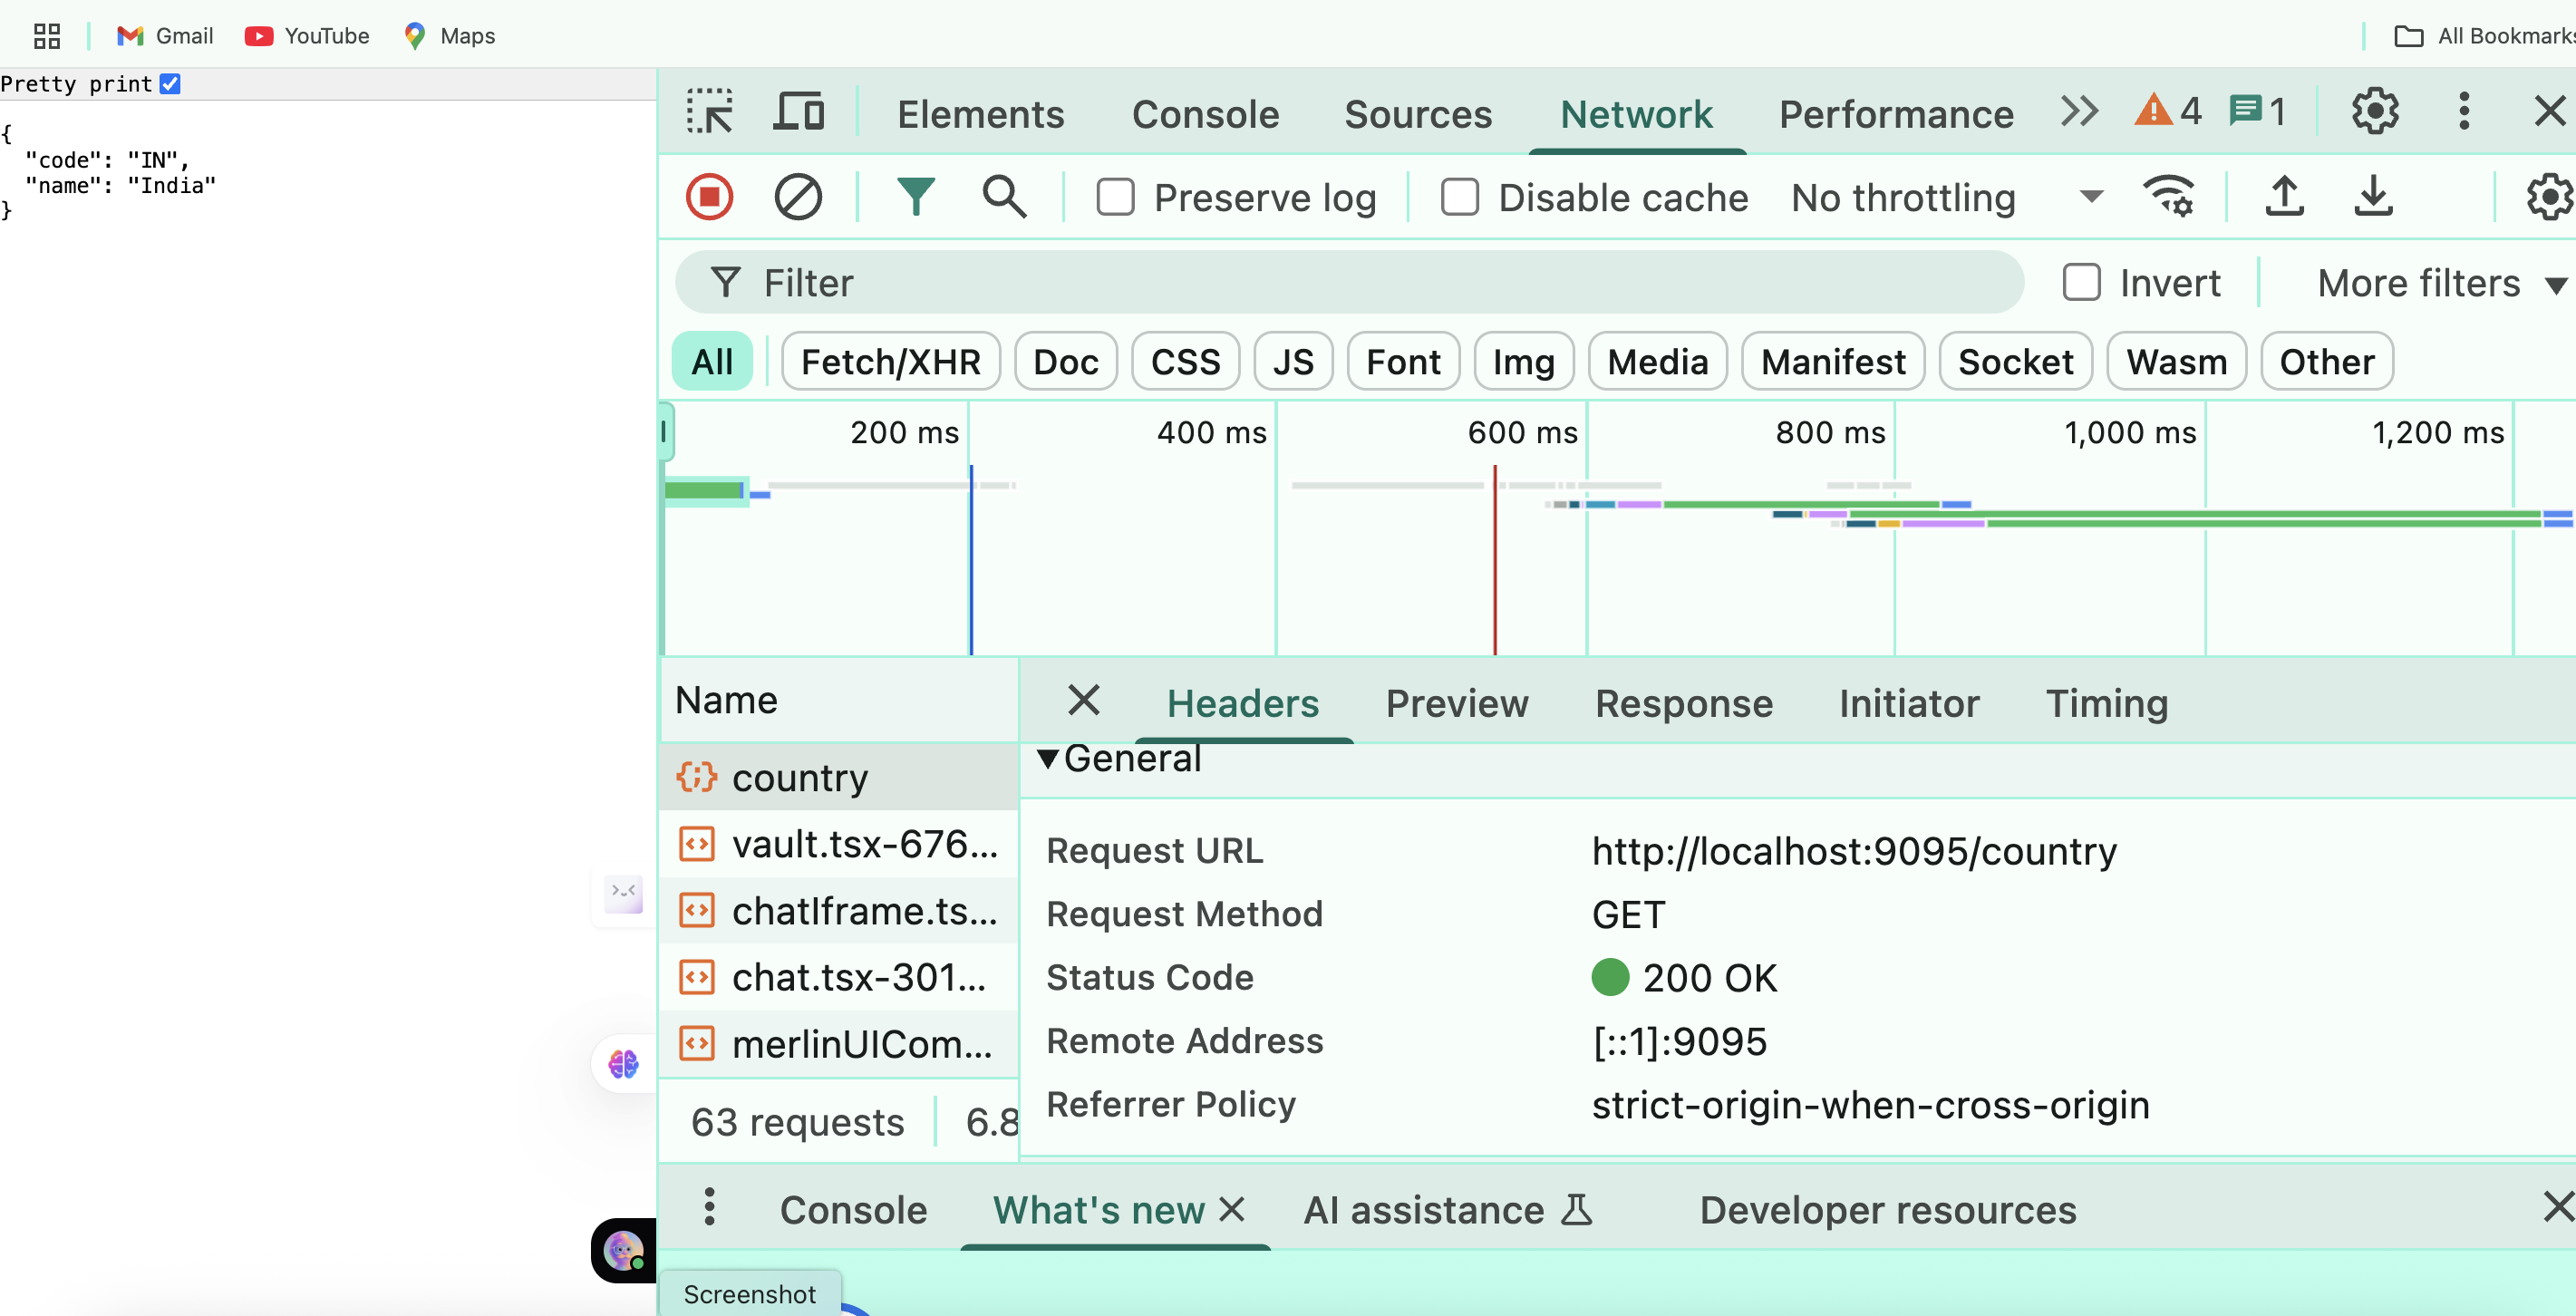 Gmail YouTube Maps All Bookmarks
Pretty print
{
"code": "IN",
"name": "India"
}
Elements Console Sources Network Performance 4 1
Preserve log Disable cache No throttling
Filter Invert More filters
All Fetch/XHR Doc CSS JS Font Img Media Manifest Socket Wasm Other
200 ms 400 ms 600 ms 800 ms 1,000 ms 1,200 ms
Name Headers Preview Response Initiator Timing
General
country
vault.tsx-676...
chatIframe.ts...
chat.tsx-301...
merlinUICom...
Request URL http://localhost:9095/country
Request Method GET
Status Code 200 OK
Remote Address [::1]:9095
Referrer Policy strict-origin-when-cross-origin
63 requests 6.8
Console What's new AI assistance Developer resources
Screenshot